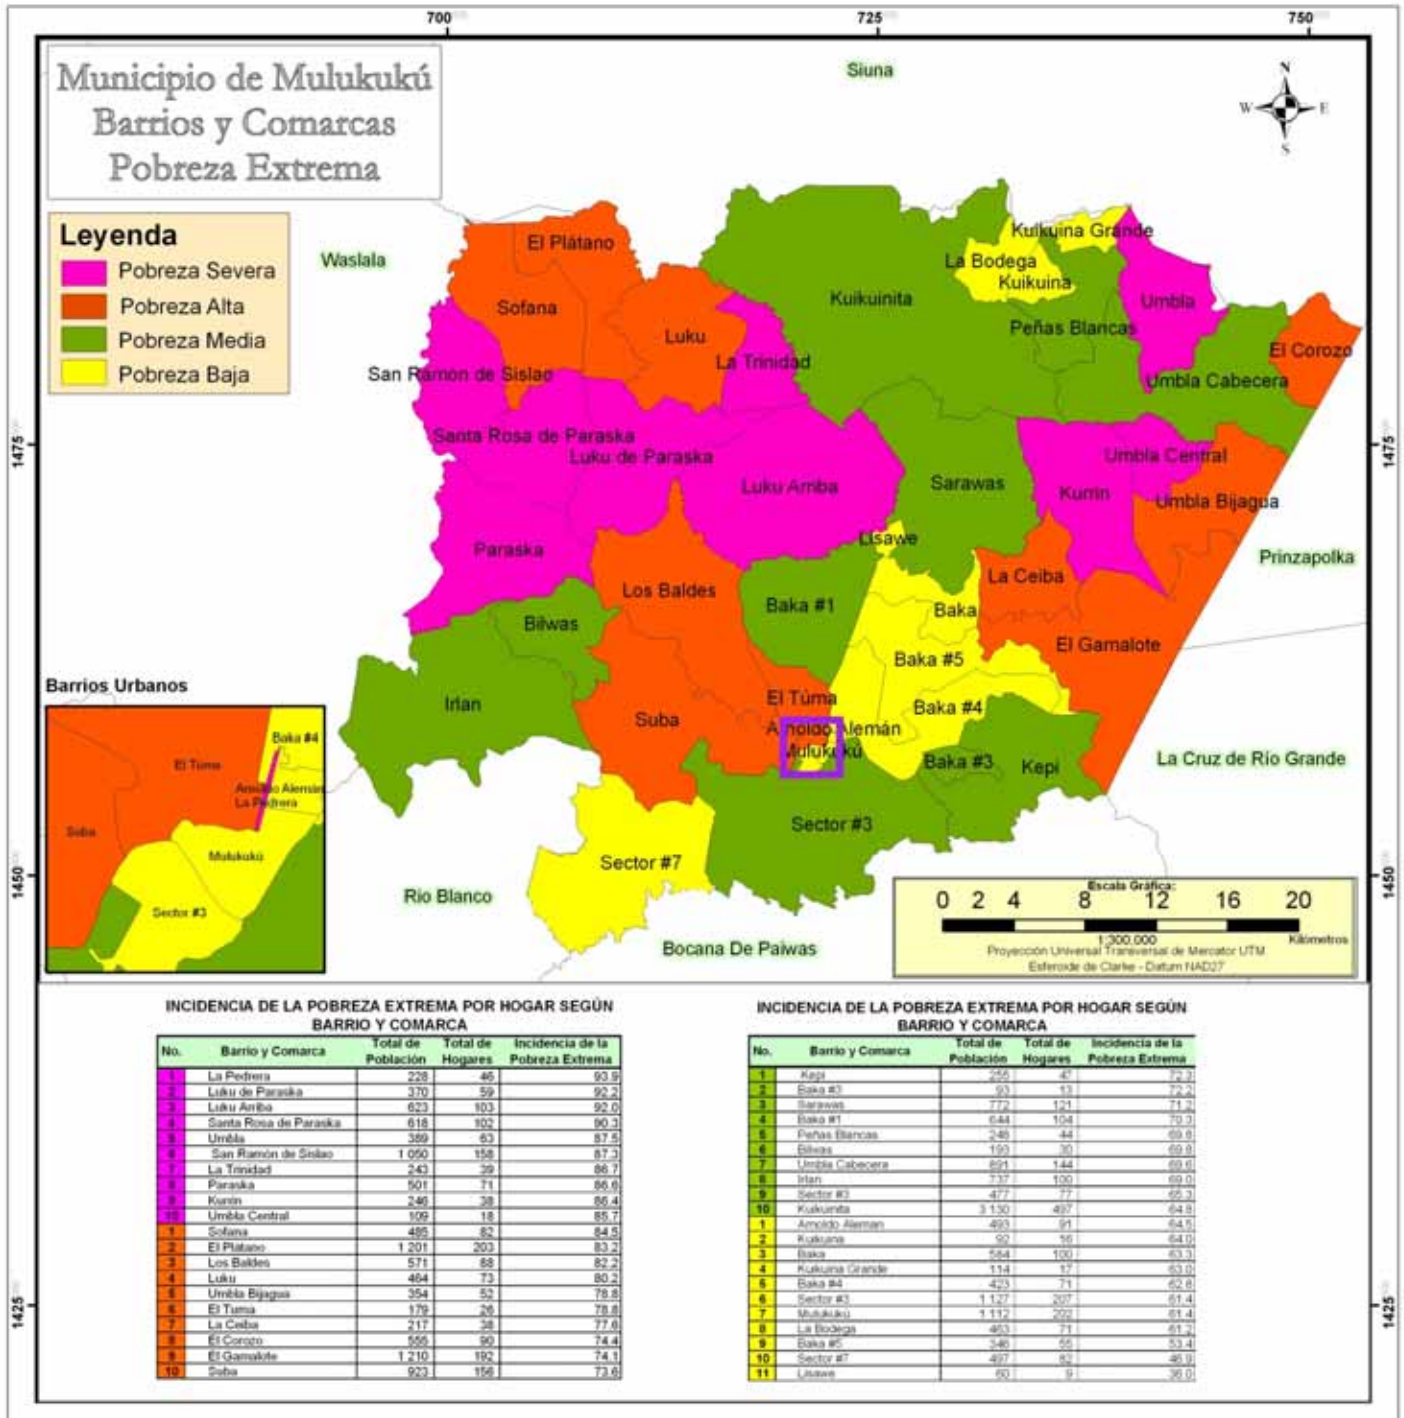 700 725 750
Municipio de Mulukukú
Barrios y Comarcas
Pobreza Extrema
Siuna
N
W E
S
Leyenda
Pobreza Severa
Pobreza Alta
Pobreza Media
Pobreza Baja
Waslala
El Plátano
Sofana
Luku
La Trinidad
San Ramón de Sislao
Kuikuinita
Kuikuina Grande
La Bodega
Kuikuina
Peñas Blancas
Umbla
El Corozo
Umbla Cabecera
1475 1475
Santa Rosa de Paraska
Luku de Paraska
Luku Arriba
Sarawas
Umbla Central
Kurrin
Umbla Bijagua
Lisawe
Paraska
Prinzapolka
Los Baldes
La Ceiba
Baka #1
Baka
Bilwas
El Gamalote
Baka #5
Irlan
Suba
El Túma
Baka #4
Arnoldo Alemán
Mulukukú
Baka #3
Kepi
La Cruz de Río Grande
Sector #3
Sector #7
Río Blanco
Bocana De Paiwas
Barrios Urbanos
Baka #4
El Túma
Arnoldo Alemán
La Pedrera
Suba
Mulukukú
Sector #3
1450 1450
Escala Gráfica:
0 2 4 8 12 16 20
1:300,000 Kilómetros
Proyección Universal Transversal de Mercator UTM
Esferoide de Clarke - Datum NAD27
INCIDENCIA DE LA POBREZA EXTREMA POR HOGAR SEGÚN
BARRIO Y COMARCA
No. Barrio y Comarca Total de Población Total de Hogares Incidencia de la Pobreza Extrema
1 La Pedrera 228 46 93.9
2 Luku de Paraska 370 59 92.2
3 Luku Arriba 623 103 92.0
4 Santa Rosa de Paraska 618 102 90.3
5 Umbla 389 63 87.5
6 San Ramón de Sislao 1 050 158 87.3
7 La Trinidad 243 39 86.7
8 Paraska 501 71 86.6
9 Kurrin 246 38 86.4
10 Umbla Central 109 18 85.7
1 Sofana 485 82 84.5
2 El Platano 1 201 203 83.2
3 Los Baldes 571 88 82.2
4 Luku 464 73 80.2
5 Umbla Bijagua 354 52 78.8
6 El Tuma 179 26 78.8
7 La Ceiba 217 38 77.6
8 El Corozo 555 90 74.4
9 El Gamalote 1 210 192 74.1
10 Suba 923 156 73.6
INCIDENCIA DE LA POBREZA EXTREMA POR HOGAR SEGÚN
BARRIO Y COMARCA
No. Barrio y Comarca Total de Población Total de Hogares Incidencia de la Pobreza Extrema
1 Kepi 255 47 72.3
2 Baka #3 93 13 72.2
3 Sarawas 772 121 71.2
4 Baka #1 644 104 70.3
5 Peñas Blancas 246 44 69.8
6 Bilwas 193 30 69.8
7 Umbla Cabecera 891 144 69.6
8 Irlan 737 100 69.0
9 Sector #3 477 77 65.3
10 Kuikuinita 3 130 497 64.8
1 Arnoldo Aleman 493 91 64.5
2 Kuikuina 92 16 64.0
3 Baka 584 100 63.3
4 Kuikuina Grande 114 17 63.0
5 Baka #4 423 71 62.8
6 Sector #3 1 127 207 61.4
7 Mulukukú 1 112 202 61.4
8 La Bodega 463 71 61.2
9 Baka #5 346 55 53.4
10 Sector #7 497 82 46.9
11 Lisawe 60 9 36.0
1425 1425